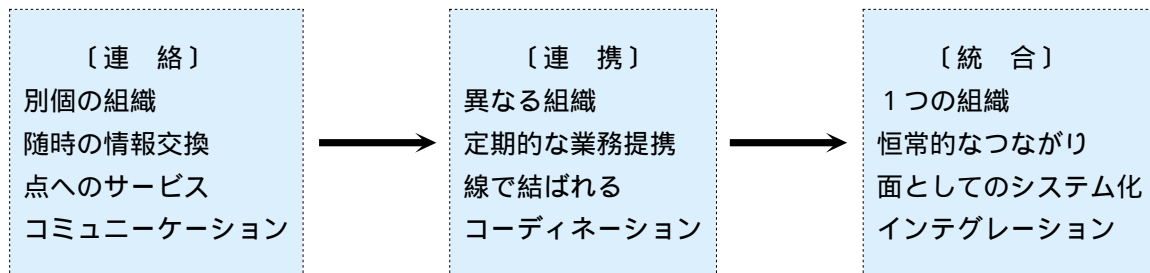 〔連　絡〕
別個の組織
随時の情報交換
点へのサービス
コミュニーケーション
〔連　携〕
異なる組織
定期的な業務提携
線で結ばれる
コーディネーション
〔統　合〕
１つの組織
恒常的なつながり
面としてのシステム化
インテグレーション